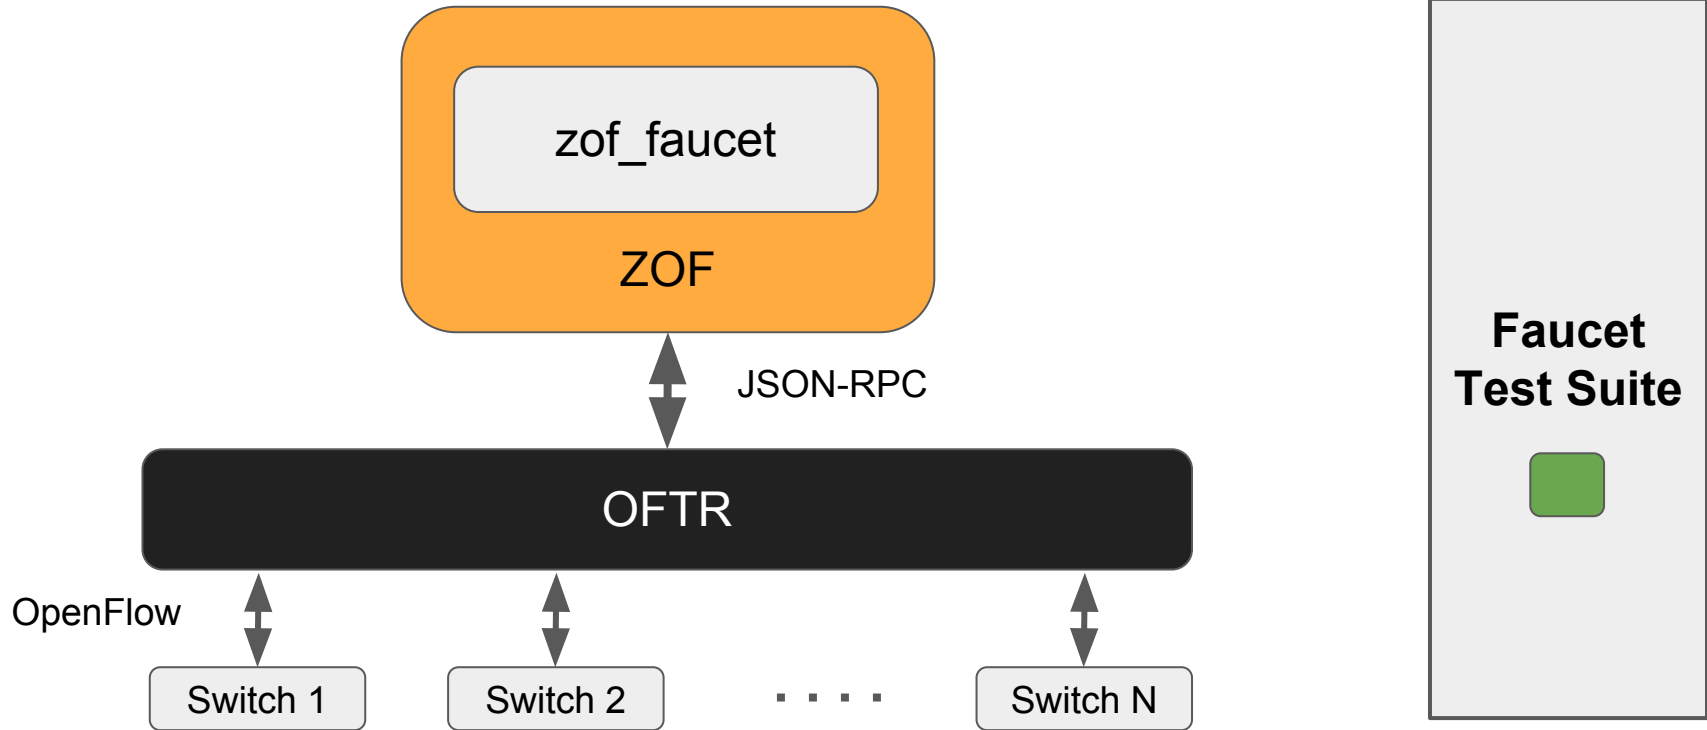 zof_faucet
ZOF
JSON-RPC
OFTR
OpenFlow
Switch 1
Switch 2
. . . .
Switch N
Faucet
Test Suite